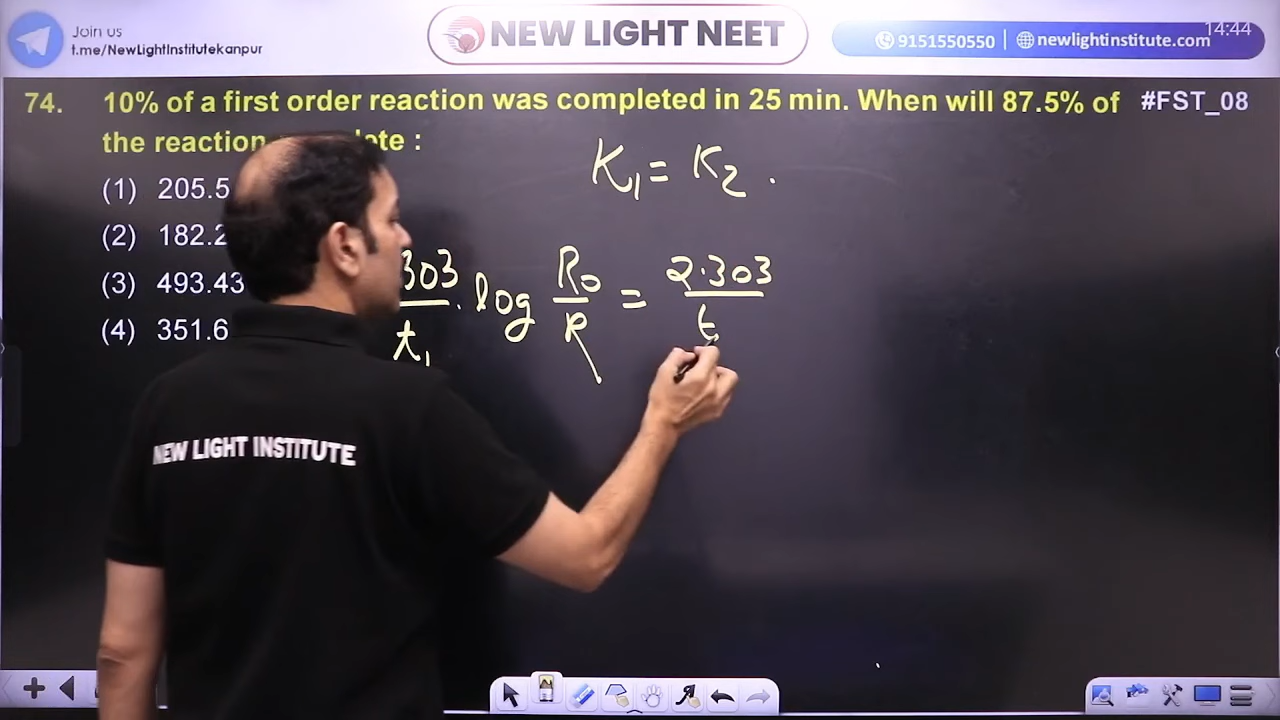 Join us
t.me/NewLightInstitutekanpur
NEW LIGHT NEET
9151550550 | newlightinstitute.com
14:44
74. 10% of a first order reaction was completed in 25 min. When will 87.5% of #FST_08
the reaction :
(1) 205.5
(2) 182.2
(3) 493.43
(4) 351.6
K₁ = K₂ .
303/t₁ . log R₀/R = 2.303/t
NEW LIGHT INSTITUTE